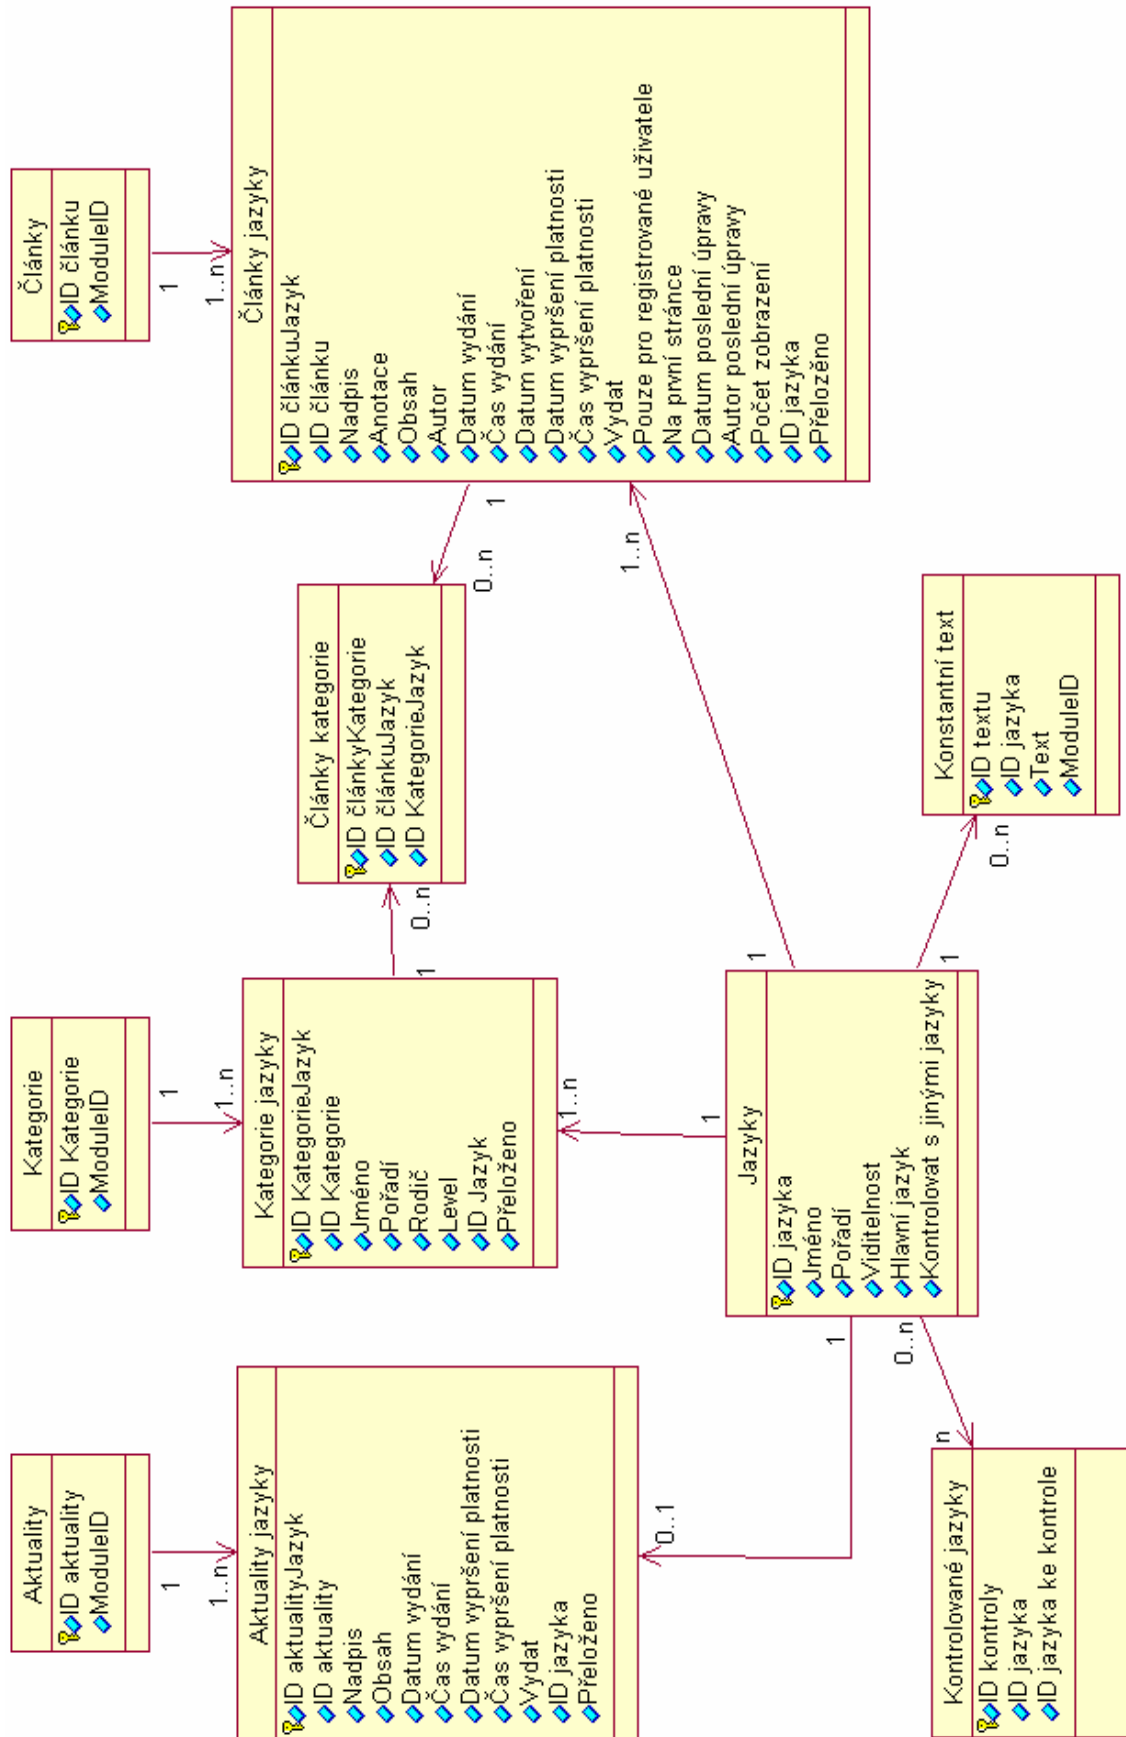 Aktuality
ID aktuality
ModuleID
1
1..n
Aktuality jazyky
ID aktualityJazyk
ID aktuality
Nadpis
Obsah
Datum vydání
Čas vydání
Datum vypršení platnosti
Čas vypršení platnosti
Vydat
ID jazyka
Přeloženo
0..1
Kategorie
ID Kategorie
ModuleID
1
1..n
Kategorie jazyky
ID KategorieJazyk
ID Kategorie
Jméno
Pořadí
Rodič
Level
ID Jazyk
Přeloženo
1
0..n
1..n
Články
ID článku
ModuleID
1
1..n
Články jazyky
ID článkuJazyk
ID článku
Nadpis
Anotace
Obsah
Autor
Datum vydání
Čas vydání
Datum vytvoření
Datum vypršení platnosti
Čas vypršení platnosti
Vydat
Pouze pro registrované uživatele
Na první stránce
Datum poslední úpravy
Autor poslední úpravy
Počet zobrazení
ID jazyka
Přelozěno
1
0..n
1..n
Články kategorie
ID článkyKategorie
ID článkuJazyk
ID KategorieJazyk
Jazyky
ID jazyka
Jméno
Pořadí
Viditelnost
Hlavní jazyk
Kontrolovat s jinými jazyky
1
1
1
1
0..n
n
Kontrolované jazyky
ID kontroly
ID jazyka
ID jazyka ke kontrole
0..n
Konstantní text
ID textu
ID jazyka
Text
ModuleID